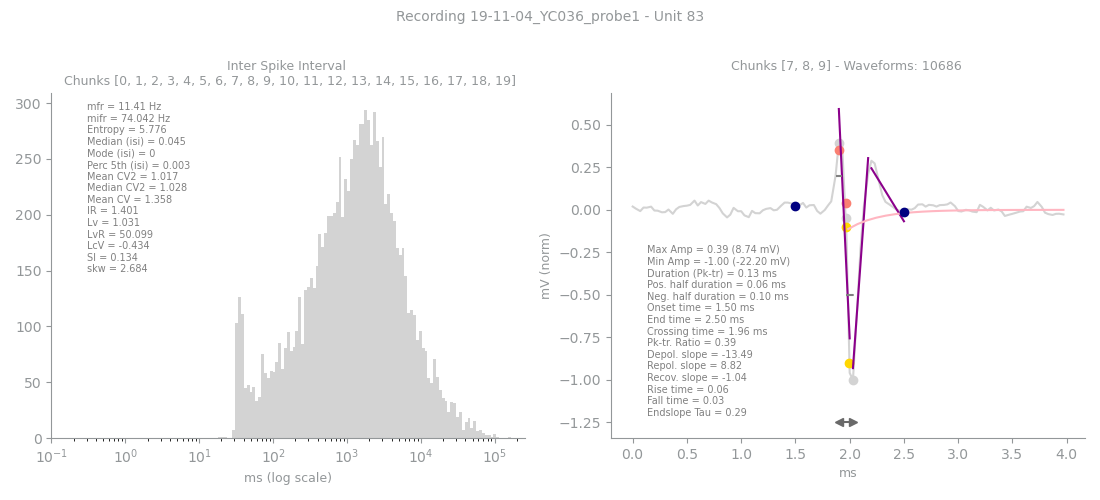 Recording 19-11-04_YC036_probe1 - Unit 83
Inter Spike Interval
Chunks [0, 1, 2, 3, 4, 5, 6, 7, 8, 9, 10, 11, 12, 13, 14, 15, 16, 17, 18, 19]
mfr = 11.41 Hz
mifr = 74.042 Hz
Entropy = 5.776
Median (isi) = 0.045
Mode (isi) = 0
Perc 5th (isi) = 0.003
Mean CV2 = 1.017
Median CV2 = 1.028
Mean CV = 1.358
IR = 1.401
Lv = 1.031
LvR = 50.099
LcV = -0.434
SI = 0.134
skw = 2.684
300
250
200
150
100
50
0
10⁻¹ 10⁰ 10¹ 10² 10³ 10⁴ 10⁵
ms (log scale)
Chunks [7, 8, 9] - Waveforms: 10686
mV (norm)
0.50
0.25
0.00
−0.25
−0.50
−0.75
−1.00
−1.25
Max Amp = 0.39 (8.74 mV)
Min Amp = -1.00 (-22.20 mV)
Duration (Pk-tr) = 0.13 ms
Pos. half duration = 0.06 ms
Neg. half duration = 0.10 ms
Onset time = 1.50 ms
End time = 2.50 ms
Crossing time = 1.96 ms
Pk-tr. Ratio = 0.39
Depol. slope = -13.49
Repol. slope = 8.82
Recov. slope = -1.04
Rise time = 0.06
Fall time = 0.03
Endslope Tau = 0.29
0.0 0.5 1.0 1.5 2.0 2.5 3.0 3.5 4.0
ms